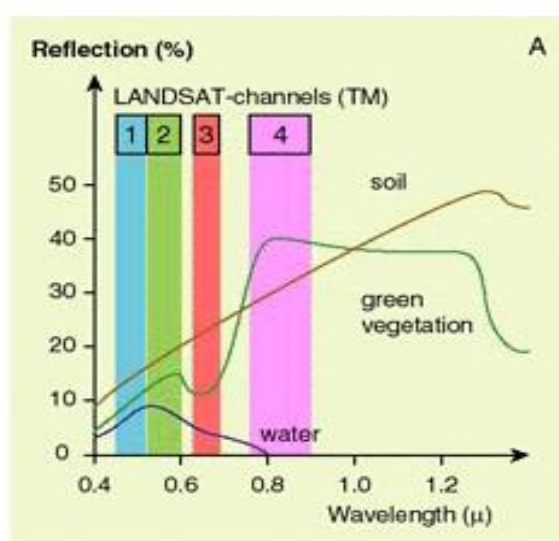 Reflection (%)
A
LANDSAT-channels (TM)
1 2 3 4
50
soil
40
30
green
vegetation
20
10
water
0
0.4 0.6 0.8 1.0 1.2
Wavelength (μ)